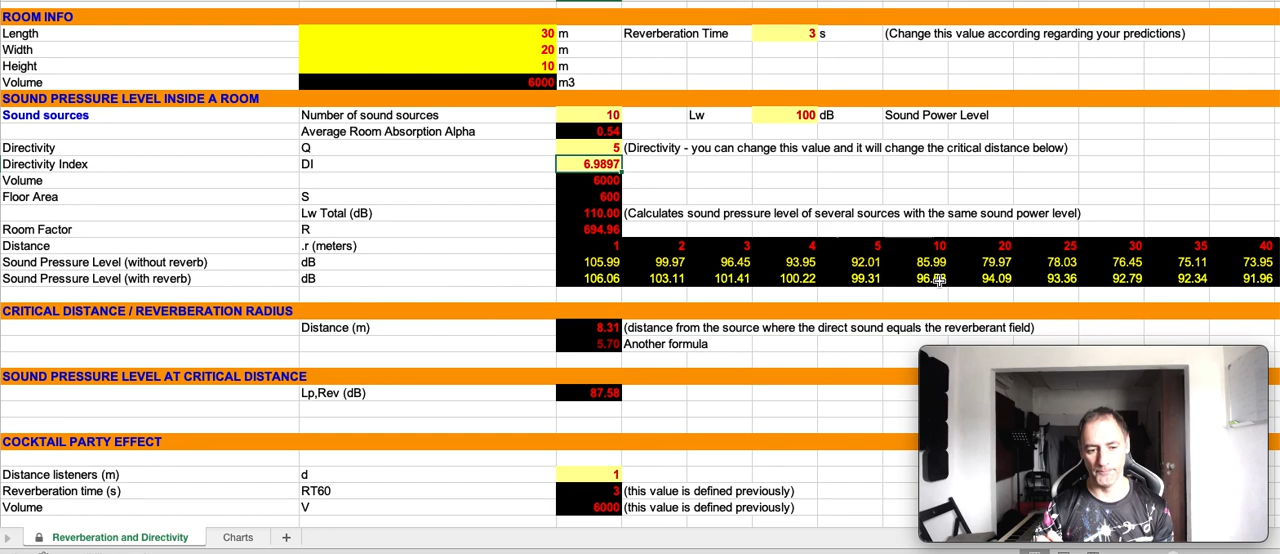 ROOM INFO
Length 30 m Reverberation Time 3 s (Change this value according regarding your predictions)
Width 20 m
Height 10 m
Volume 6000 m3
SOUND PRESSURE LEVEL INSIDE A ROOM
Sound sources Number of sound sources 10 Lw 100 dB Sound Power Level
Average Room Absorption Alpha 0.54
Directivity Q 5 (Directivity - you can change this value and it will change the critical distance below)
Directivity Index DI 6.9897
Volume 6000
Floor Area S 600
Lw Total (dB) 110.00 (Calculates sound pressure level of several sources with the same sound power level)
Room Factor R 694.96
Distance .r (meters) 1 2 3 4 5 10 20 25 30 35 40
Sound Pressure Level (without reverb) dB 105.99 99.97 96.45 93.95 92.01 85.99 79.97 78.03 76.45 75.11 73.95
Sound Pressure Level (with reverb) dB 106.06 103.11 101.41 100.22 99.31 94.09 93.36 92.79 92.34 91.96
CRITICAL DISTANCE / REVERBERATION RADIUS
Distance (m) 8.31 (distance from the source where the direct sound equals the reverberant field)
5.70 Another formula
SOUND PRESSURE LEVEL AT CRITICAL DISTANCE
Lp,Rev (dB) 87.58
COCKTAIL PARTY EFFECT
Distance listeners (m) d 1
Reverberation time (s) RT60 3 (this value is defined previously)
Volume V 6000 (this value is defined previously)
Reverberation and Directivity Charts +